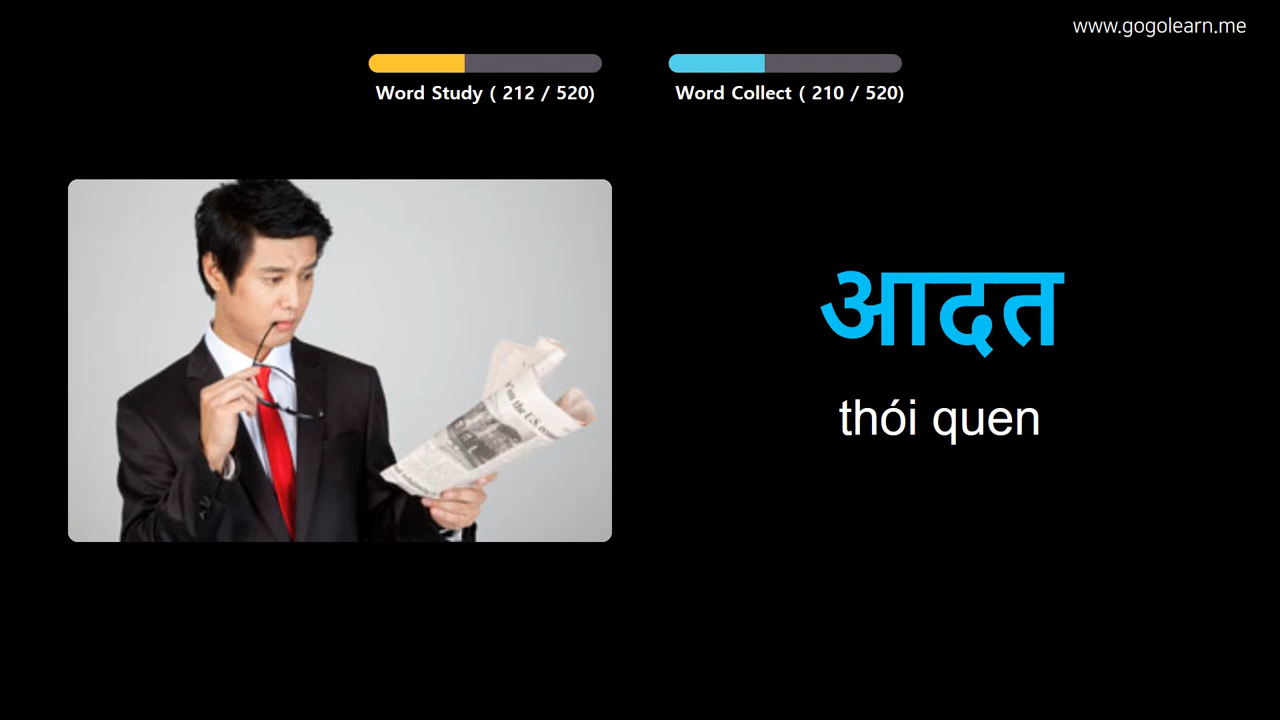 www.gogolearn.me
Word Study ( 212 / 520)
Word Collect ( 210 / 520)
आदत
thói quen